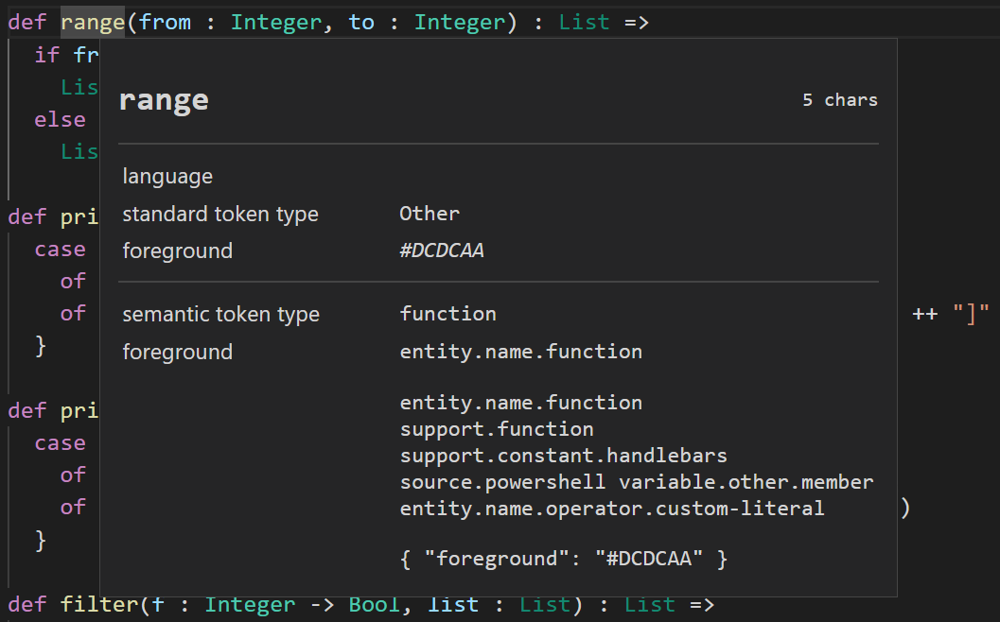 def range(from : Integer, to : Integer) : List =>
if fr
Lis
else
Lis
range
5 chars
language
standard token type Other
foreground #DCDCAA
semantic token type function
foreground entity.name.function
entity.name.function
support.function
support.constant.handlebars
source.powershell variable.other.member
entity.name.operator.custom-literal
{ "foreground": "#DCDCAA" }
def pri
case
of
of ++ "]"
}
def pri
case
of
of )
}
def filter(f : Integer -> Bool, list : List) : List =>